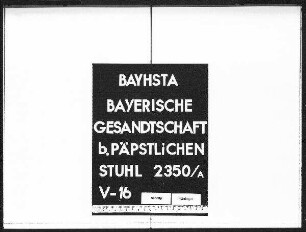 BAYHSTA
BAYERISCHE
GESANDTSCHAFT
b, PÄPSTLiCHEN
STUHL 2350/A
V-16